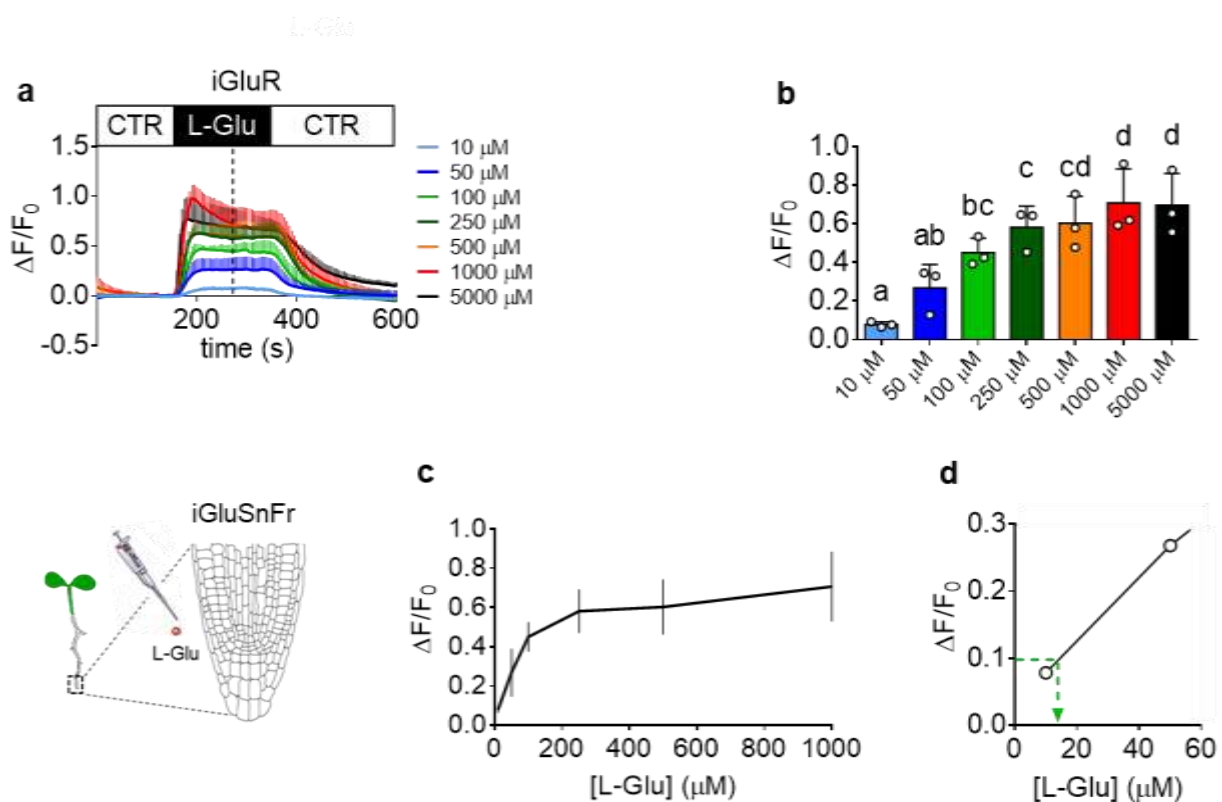 L-Glu
a
iGluR
CTR L-Glu CTR
1.5
1.0
0.5
0.0
-0.5
ΔF/F0
200 400 600
time (s)
10 μM
50 μM
100 μM
250 μM
500 μM
1000 μM
5000 μM
b
1.0
0.8
0.6
0.4
0.2
0.0
ΔF/F0
a ab bc c cd d d
10 μM 50 μM 100 μM 250 μM 500 μM 1000 μM 5000 μM
iGluSnFr
L-Glu
c
1.0
0.8
0.6
0.4
0.2
0.0
ΔF/F0
0 200 400 600 800 1000
[L-Glu] (μM)
d
0.3
0.2
0.1
0.0
ΔF/F0
0 20 40 60
[L-Glu] (μM)